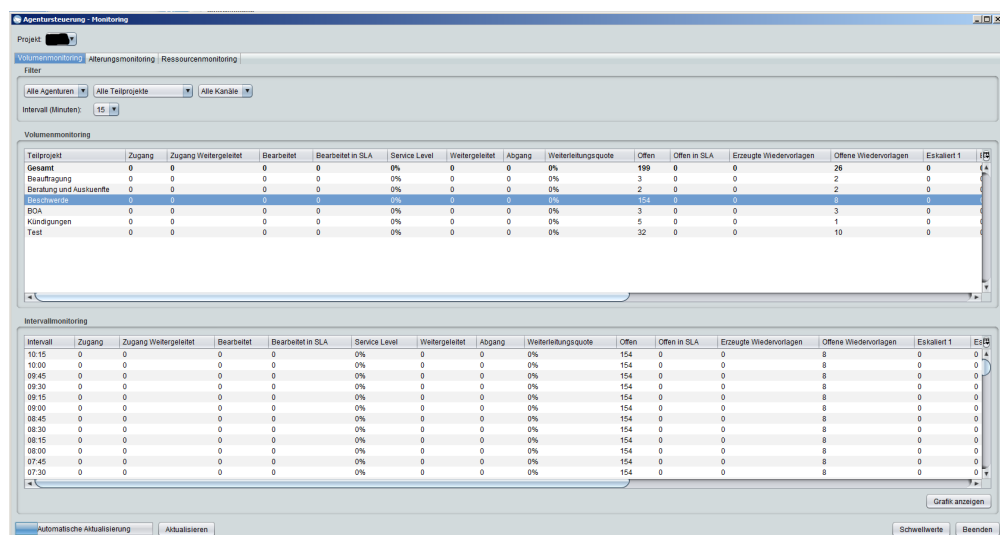 Agentursteuerung - Monitoring
Projekt:
Volumenmonitoring Alterungsmonitoring Ressourcenmonitoring
Filter
Alle Agenturen Alle Teilprojekte Alle Kanäle
Intervall (Minuten): 15
Volumenmonitoring
Teilprojekt Zugang Zugang Weitergeleitet Bearbeitet Bearbeitet in SLA Service Level Weitergeleitet Abgang Weiterleitungsquote Offen Offen in SLA Erzeugte Wiedervorlagen Offene Wiedervorlagen Eskaliert 1
Gesamt 0 0 0 0 0% 0 0 0% 199 0 0 26 0
Beauftragung 0 0 0 0 0% 0 0 0% 3 0 0 2 0
Beratung und Auskuenfte 0 0 0 0 0% 0 0 0% 2 0 0 2 0
Beschwerde 0 0 0 0 0% 0 0 0% 154 0 0 8 0
BOA 0 0 0 0 0% 0 0 0% 3 0 0 3 0
Kündigungen 0 0 0 0 0% 0 0 0% 5 0 0 1 0
Test 0 0 0 0 0% 0 0 0% 32 0 0 10 0
Intervallmonitoring
Intervall Zugang Zugang Weitergeleitet Bearbeitet Bearbeitet in SLA Service Level Weitergeleitet Abgang Weiterleitungsquote Offen Offen in SLA Erzeugte Wiedervorlagen Offene Wiedervorlagen Eskaliert 1 Es
10:15 0 0 0 0 0% 0 0 0% 154 0 0 8 0 0
10:00 0 0 0 0 0% 0 0 0% 154 0 0 8 0 0
09:45 0 0 0 0 0% 0 0 0% 154 0 0 8 0 0
09:30 0 0 0 0 0% 0 0 0% 154 0 0 8 0 0
09:15 0 0 0 0 0% 0 0 0% 154 0 0 8 0 0
09:00 0 0 0 0 0% 0 0 0% 154 0 0 8 0 0
08:45 0 0 0 0 0% 0 0 0% 154 0 0 8 0 0
08:30 0 0 0 0 0% 0 0 0% 154 0 0 8 0 0
08:15 0 0 0 0 0% 0 0 0% 154 0 0 8 0 0
08:00 0 0 0 0 0% 0 0 0% 154 0 0 8 0 0
07:45 0 0 0 0 0% 0 0 0% 154 0 0 8 0 0
07:30 0 0 0 0 0% 0 0 0% 154 0 0 8 0 0
Grafik anzeigen
Automatische Aktualisierung Aktualisieren Schwellwerte Beenden